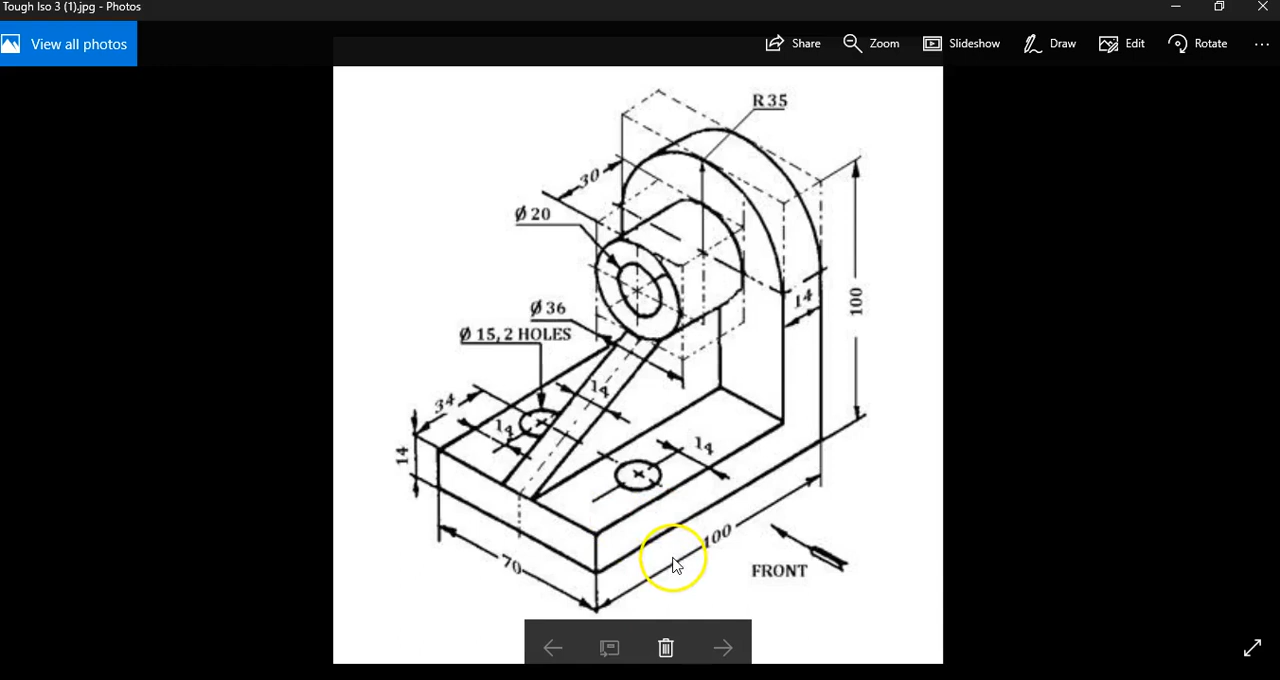 Tough Iso 3 (1).jpg - Photos
View all photos
Share
Zoom
Slideshow
Draw
Edit
Rotate
R 35
30
Ø 20
14
100
Ø 36
Ø 15, 2 HOLES
14
34
14
14
14
100
70
FRONT